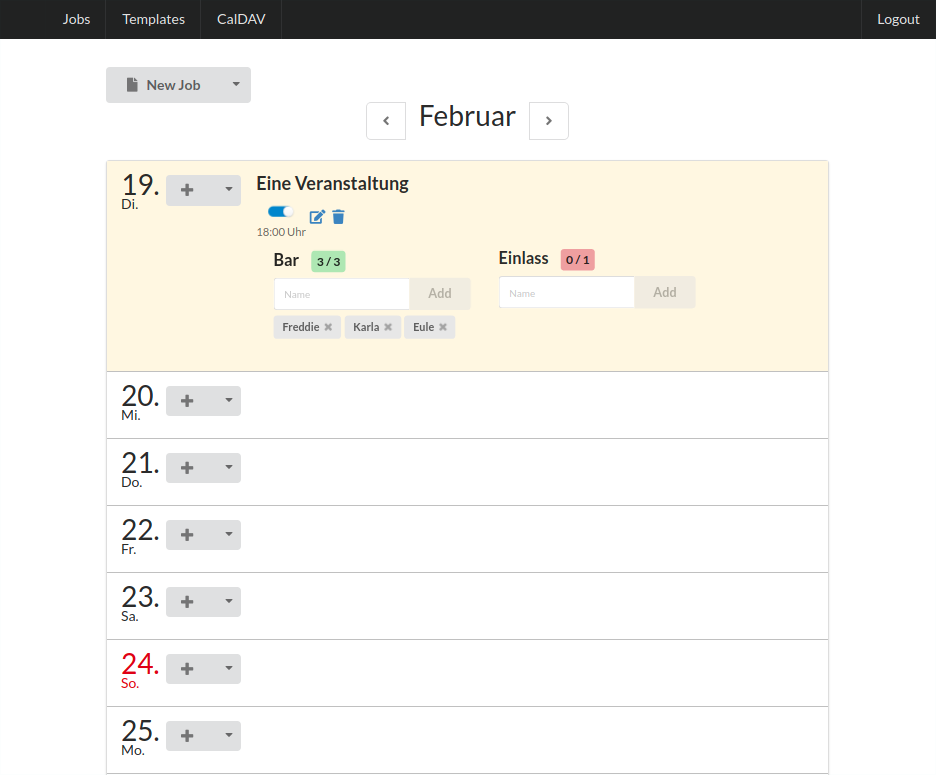 Jobs Templates CalDAV Logout
New Job
Februar
19.
Di.
Eine Veranstaltung
18:00 Uhr
Bar 3 / 3
Name Add
Freddie Karla Eule
Einlass 0 / 1
Name Add
20.
Mi.
21.
Do.
22.
Fr.
23.
Sa.
24.
So.
25.
Mo.